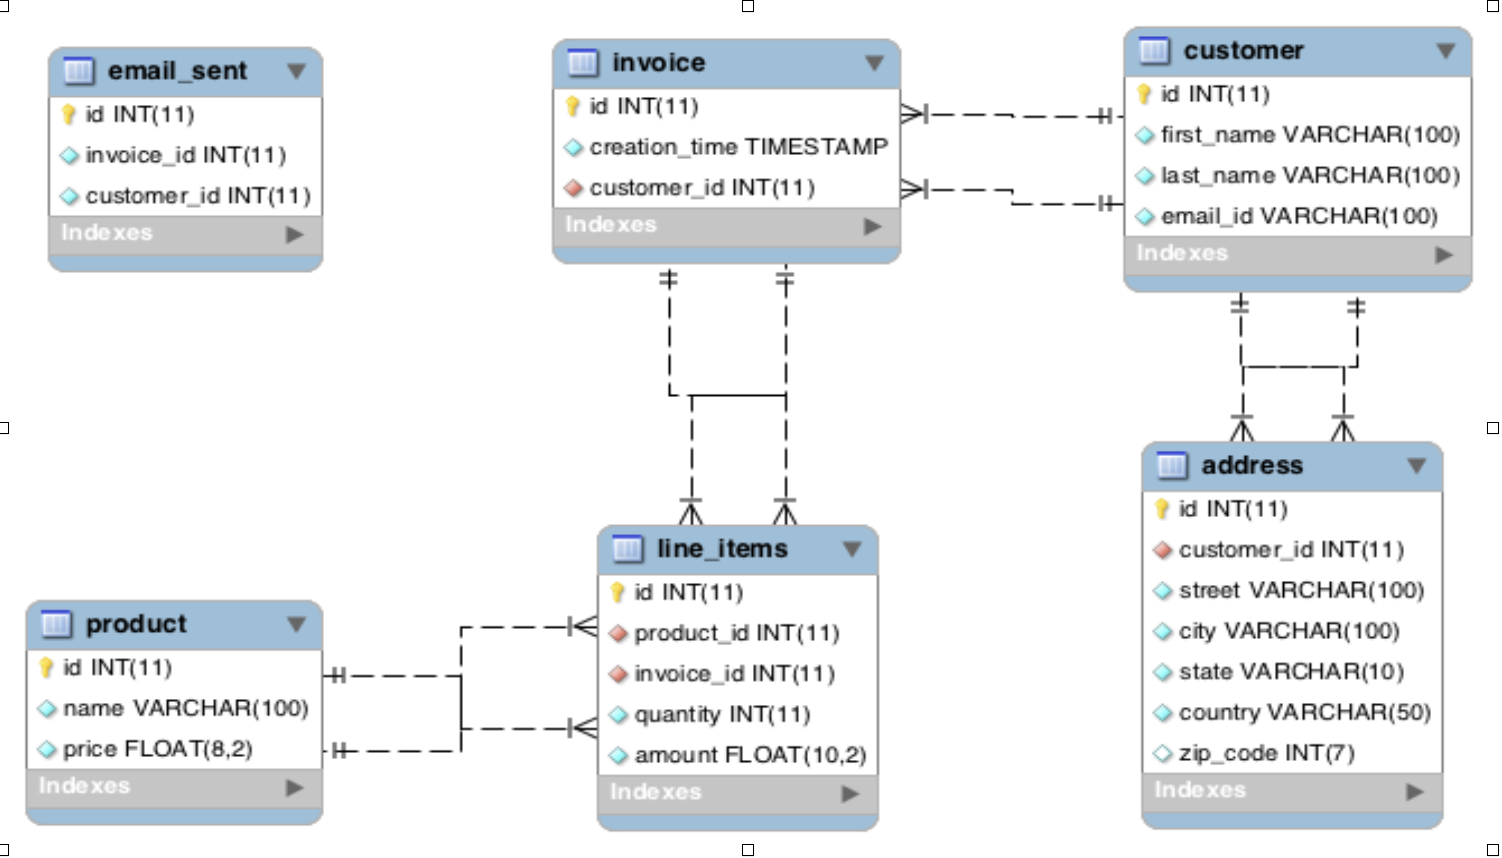 email_sent
id INT(11)
invoice_id INT(11)
customer_id INT(11)
Indexes
invoice
id INT(11)
creation_time TIMESTAMP
customer_id INT(11)
Indexes
customer
id INT(11)
first_name VARCHAR(100)
last_name VARCHAR(100)
email_id VARCHAR(100)
Indexes
product
id INT(11)
name VARCHAR(100)
price FLOAT(8,2)
Indexes
line_items
id INT(11)
product_id INT(11)
invoice_id INT(11)
quantity INT(11)
amount FLOAT(10,2)
Indexes
address
id INT(11)
customer_id INT(11)
street VARCHAR(100)
city VARCHAR(100)
state VARCHAR(10)
country VARCHAR(50)
zip_code INT(7)
Indexes